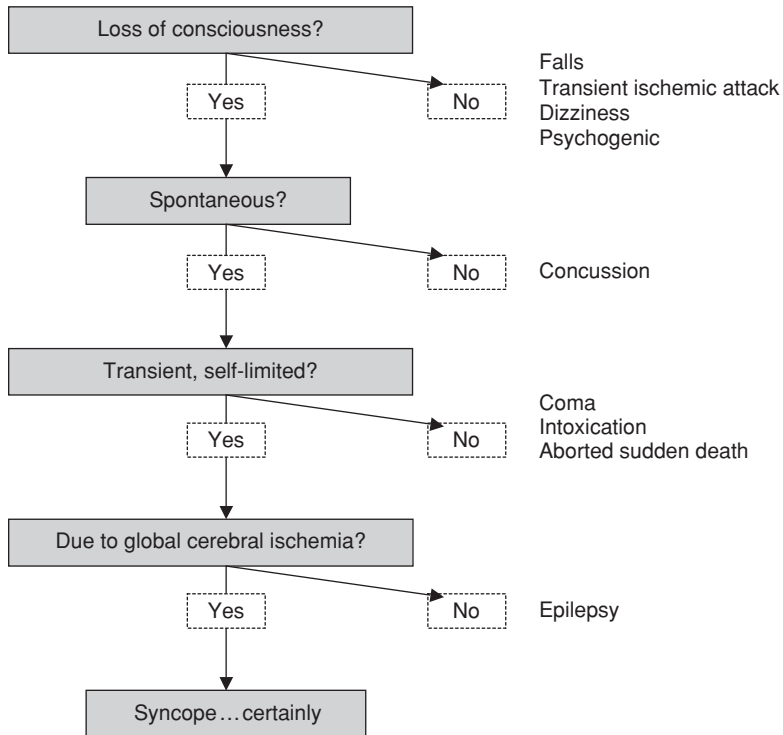 Loss of consciousness?
Yes
No
Falls
Transient ischemic attack
Dizziness
Psychogenic
Spontaneous?
Yes
No
Concussion
Transient, self-limited?
Yes
No
Coma
Intoxication
Aborted sudden death
Due to global cerebral ischemia?
Yes
No
Epilepsy
Syncope…certainly